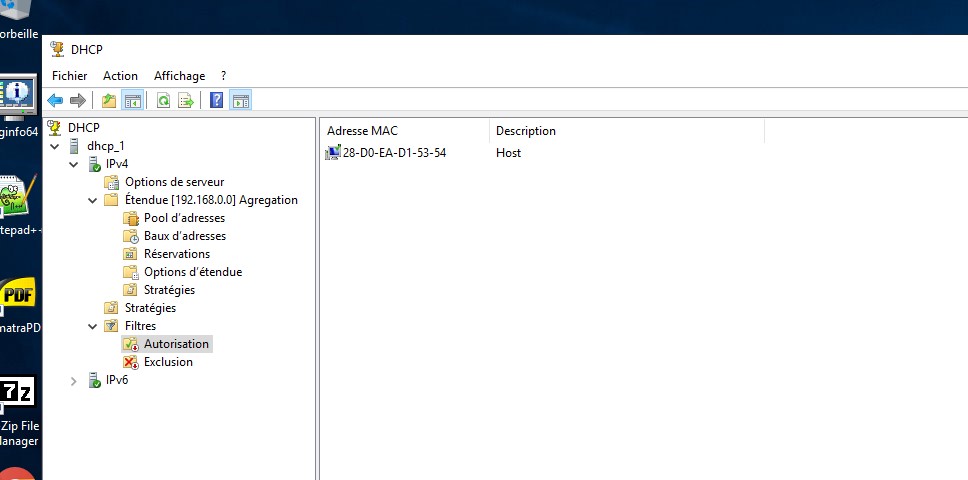 orbeille
DHCP
Fichier Action Affichage ?
ginfo64
DHCP
dhcp_1
IPv4
Options de serveur
Étendue [192.168.0.0] Agregation
Pool d'adresses
Baux d'adresses
Réservations
Options d'étendue
Stratégies
Stratégies
Filtres
Autorisation
Exclusion
IPv6
Adresse MAC Description
28-D0-EA-D1-53-54 Host
tepad+
PDF
matraPD
7z
Zip File
Manager